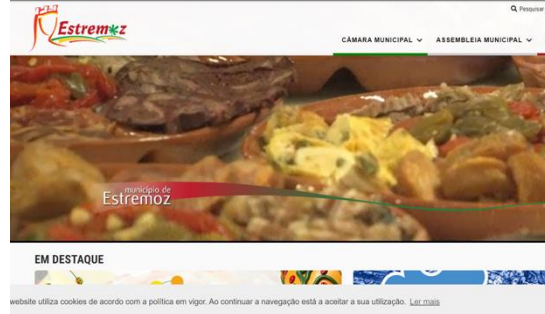 Estrem*z
Pesquisar
CÂMARA MUNICIPAL
ASSEMBLEIA MUNICIPAL
município de
Estremoz
EM DESTAQUE
website utiliza cookies de acordo com a política em vigor. Ao continuar a navegação está a aceitar a sua utilização. Ler mais